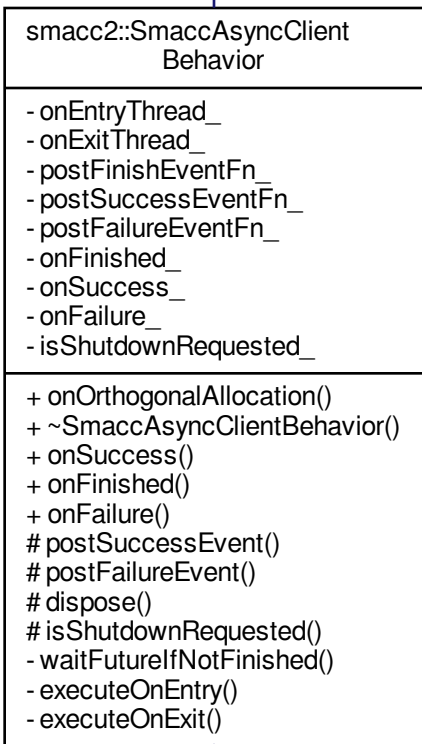 smacc2::SmaccAsyncClient
Behavior
- onEntryThread_
- onExitThread_
- postFinishEventFn_
- postSuccessEventFn_
- postFailureEventFn_
- onFinished_
- onSuccess_
- onFailure_
- isShutdownRequested_
+ onOrthogonalAllocation()
+ ~SmaccAsyncClientBehavior()
+ onSuccess()
+ onFinished()
+ onFailure()
# postSuccessEvent()
# postFailureEvent()
# dispose()
# isShutdownRequested()
- waitFutureIfNotFinished()
- executeOnEntry()
- executeOnExit()